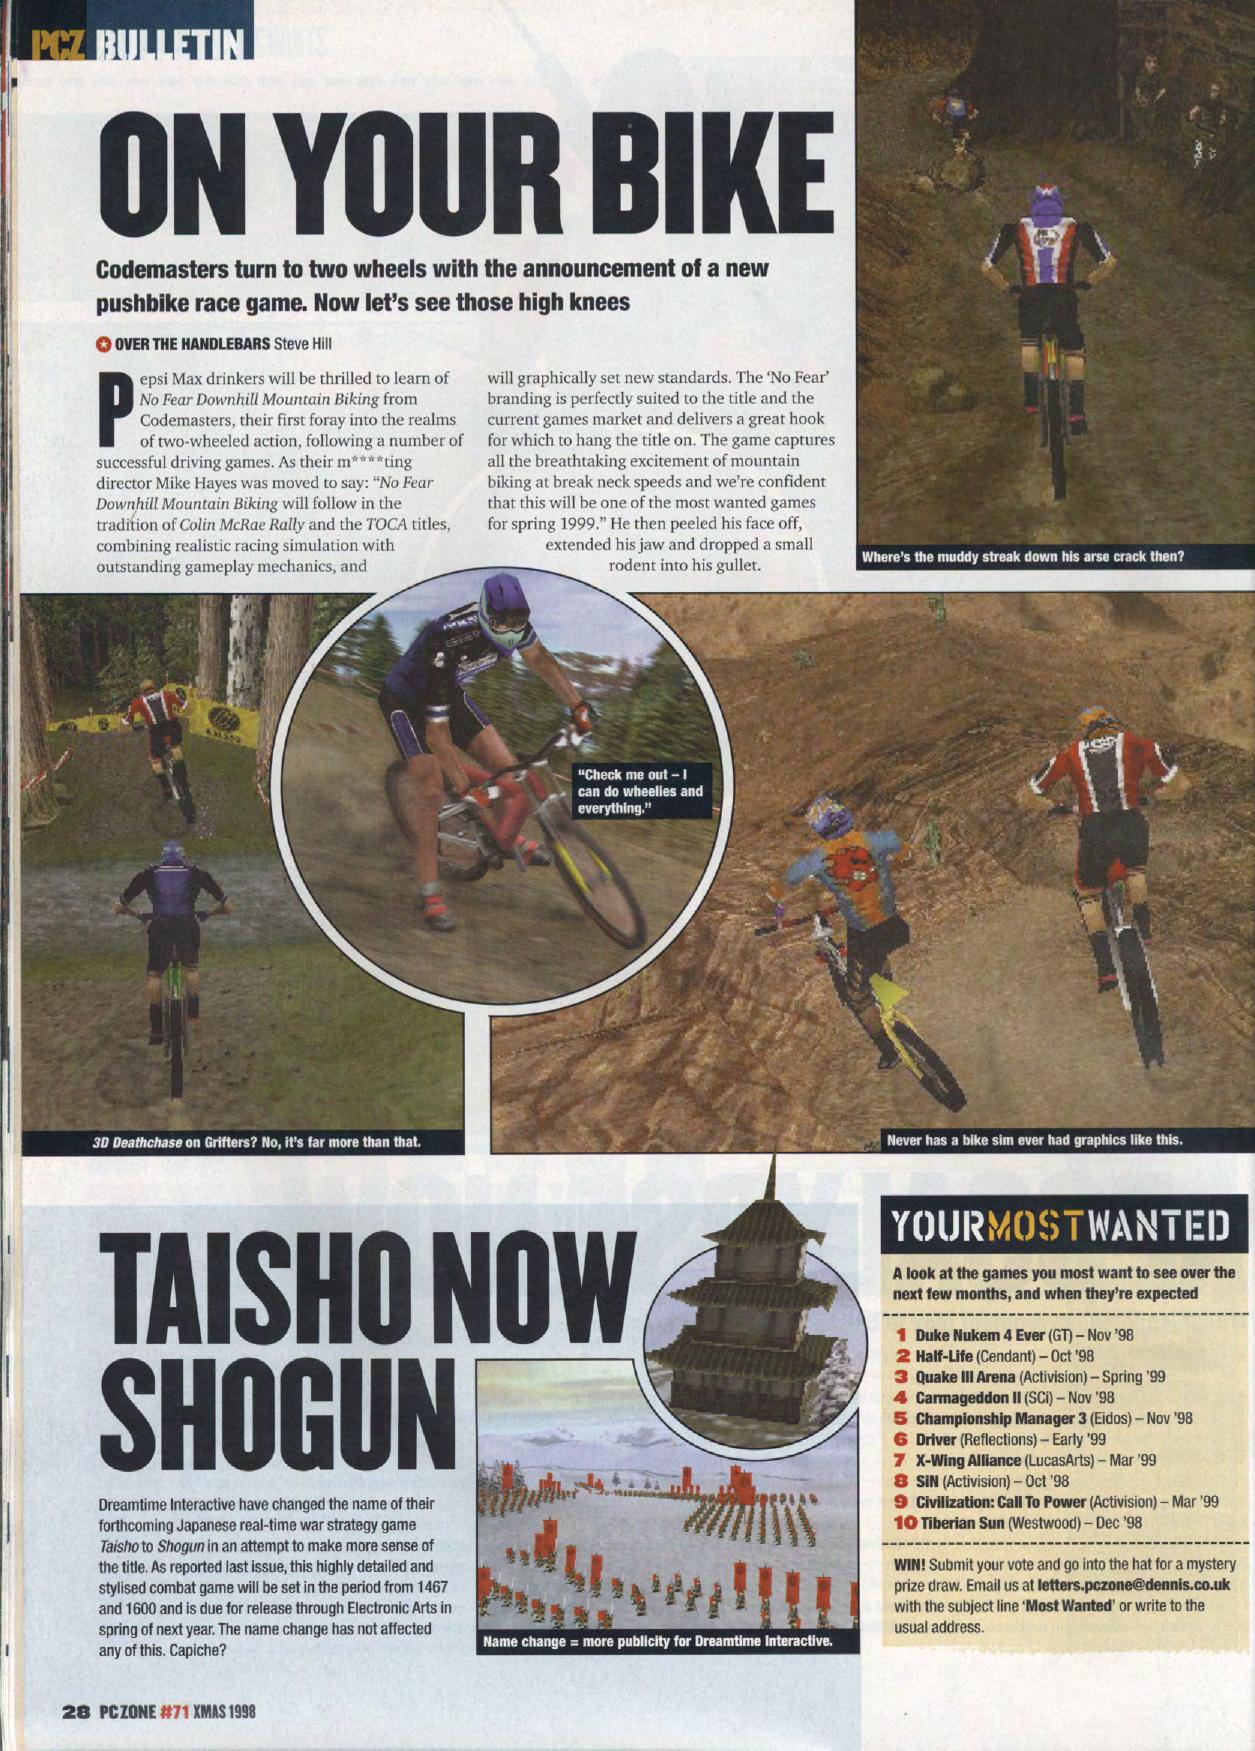 PCZ BULLETIN
ON YOUR BIKE
Codemasters turn to two wheels with the announcement of a new
pushbike race game. Now let's see those high knees
OVER THE HANDLEBARS Steve Hill
Pepsi Max drinkers will be thrilled to learn of
No Fear Downhill Mountain Biking from
Codemasters, their first foray into the realms
of two-wheeled action, following a number of
successful driving games. As their m****ting
director Mike Hayes was moved to say: "No Fear
Downhill Mountain Biking will follow in the
tradition of Colin McRae Rally and the TOCA titles,
combining realistic racing simulation with
outstanding gameplay mechanics, and
will graphically set new standards. The 'No Fear'
branding is perfectly suited to the title and the
current games market and delivers a great hook
for which to hang the title on. The game captures
all the breathtaking excitement of mountain
biking at break neck speeds and we're confident
that this will be one of the most wanted games
for spring 1999." He then peeled his face off,
extended his jaw and dropped a small
rodent into his gullet.
Where's the muddy streak down his arse crack then?
"Check me out – I
can do wheelies and
everything."
3D Deathchase on Grifters? No, it's far more than that.
Never has a bike sim ever had graphics like this.
TAISHO NOW
SHOGUN
Dreamtime Interactive have changed the name of their
forthcoming Japanese real-time war strategy game
Taisho to Shogun in an attempt to make more sense of
the title. As reported last issue, this highly detailed and
stylised combat game will be set in the period from 1467
and 1600 and is due for release through Electronic Arts in
spring of next year. The name change has not affected
any of this. Capiche?
Name change = more publicity for Dreamtime Interactive.
YOURMOSTWANTED
A look at the games you most want to see over the
next few months, and when they're expected
1 Duke Nukem 4 Ever (GT) – Nov '98
2 Half-Life (Cendant) – Oct '98
3 Quake III Arena (Activision) – Spring '99
4 Carmageddon II (SCi) – Nov '98
5 Championship Manager 3 (Eidos) – Nov '98
6 Driver (Reflections) – Early '99
7 X-Wing Alliance (LucasArts) – Mar '99
8 SiN (Activision) – Oct '98
9 Civilization: Call To Power (Activision) – Mar '99
10 Tiberian Sun (Westwood) – Dec '98
WIN! Submit your vote and go into the hat for a mystery
prize draw. Email us at letters.pczone@dennis.co.uk
with the subject line 'Most Wanted' or write to the
usual address.
28 PC ZONE #71 XMAS 1998